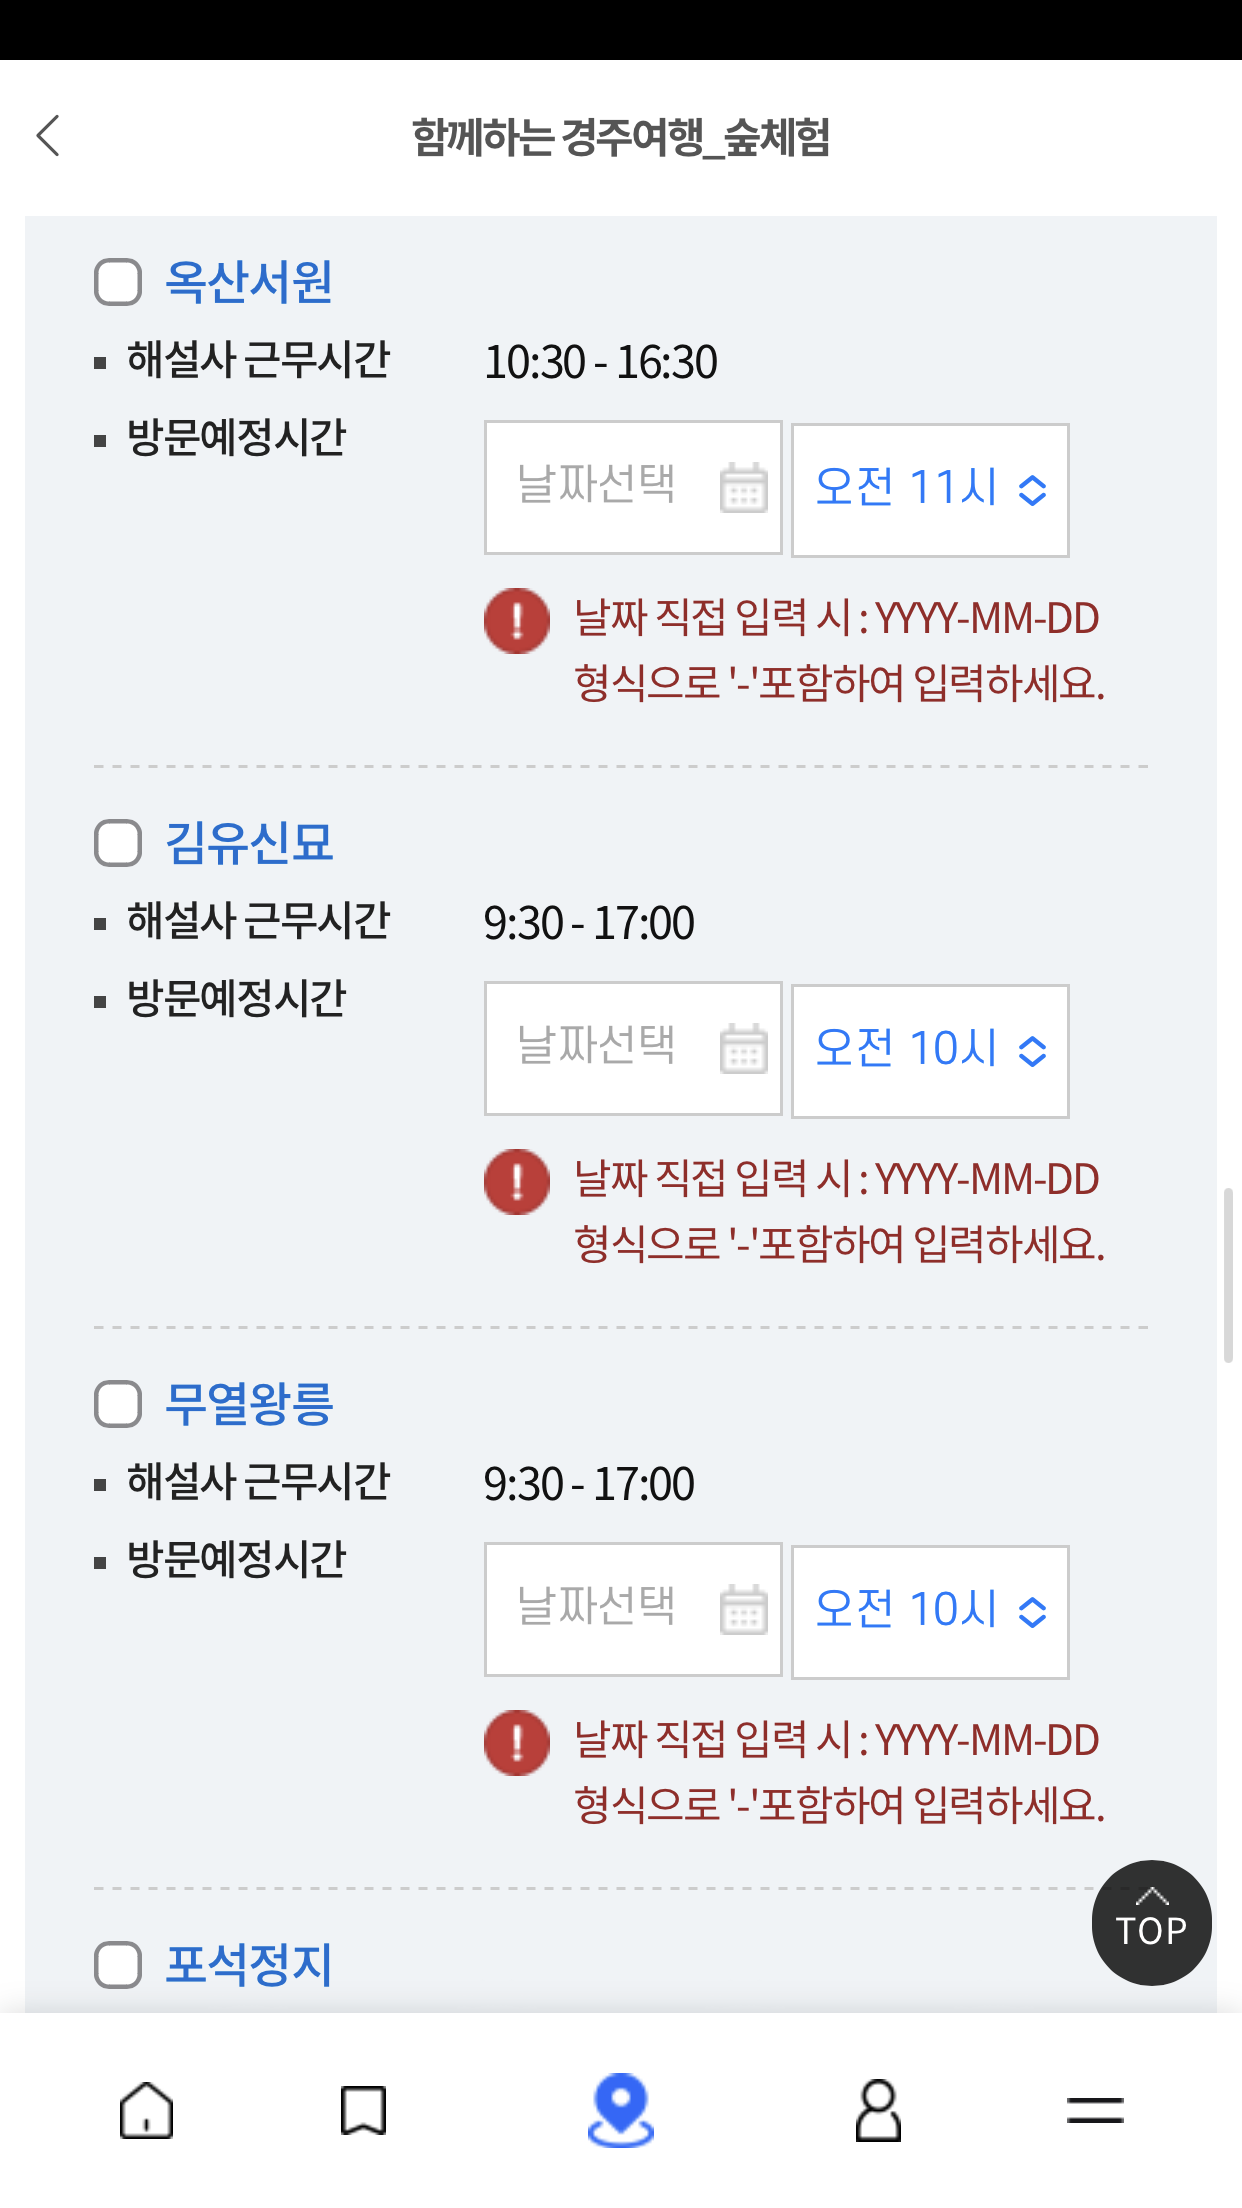 함께하는 경주여행_숲체험
옥산서원
해설사 근무시간 10:30 - 16:30
방문예정시간 날짜선택 오전 11시
날짜 직접 입력 시 : YYYY-MM-DD
형식으로 '-'포함하여 입력하세요.
김유신묘
해설사 근무시간 9:30 - 17:00
방문예정시간 날짜선택 오전 10시
날짜 직접 입력 시 : YYYY-MM-DD
형식으로 '-'포함하여 입력하세요.
무열왕릉
해설사 근무시간 9:30 - 17:00
방문예정시간 날짜선택 오전 10시
날짜 직접 입력 시 : YYYY-MM-DD
형식으로 '-'포함하여 입력하세요.
TOP
포석정지